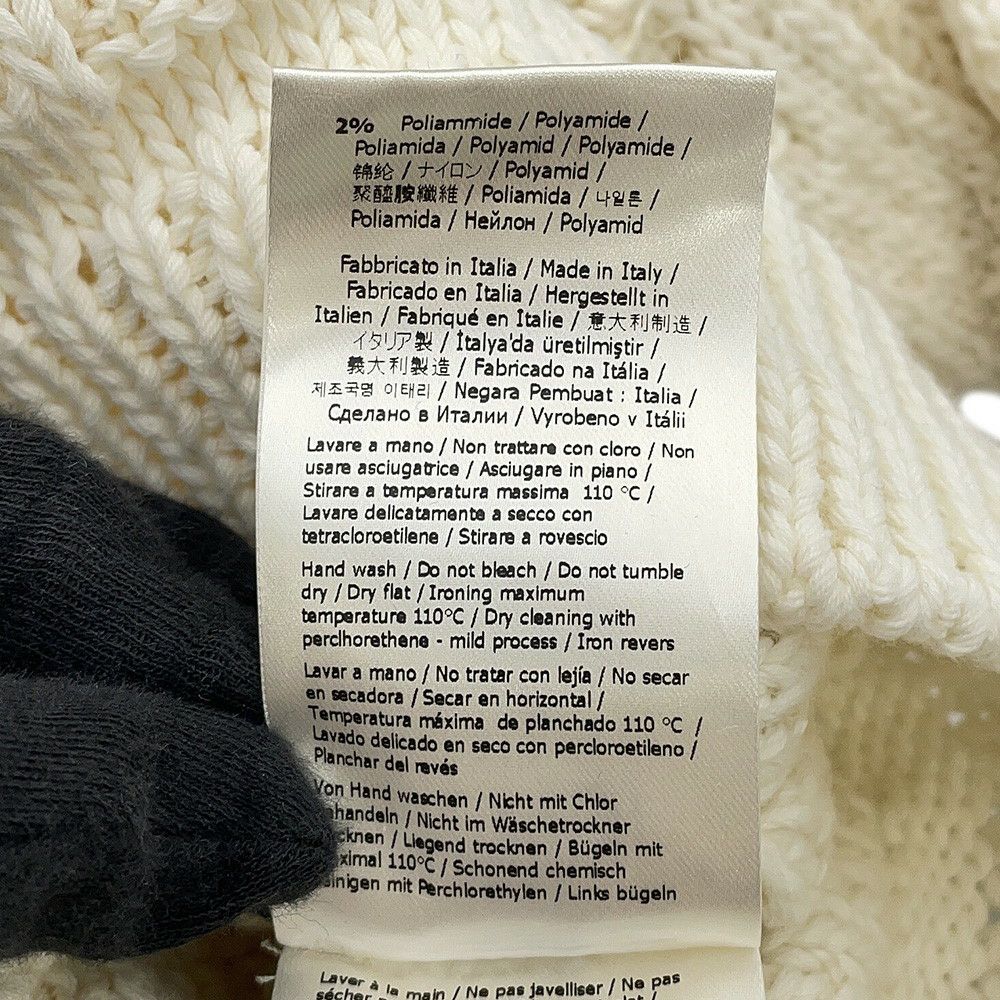 2% Poliammide / Polyamide /
Poliamida / Polyamid / Polyamide /
锦纶 / ナイロン / Polyamid /
聚醯胺纖維 / Poliamida / 나일론 /
Poliamida / Нейлон / Polyamid
Fabbricato in Italia / Made in Italy /
Fabricado en Italia / Hergestellt in
Italien / Fabriqué en Italie / 意大利制造 /
イタリア製 / İtalya'da üretilmiştir /
義大利製造 / Fabricado na Itália /
제조국명 이태리 / Negara Pembuat : Italia /
Сделано в Италии / Vyrobeno v Itálii
Lavare a mano / Non trattare con cloro / Non
usare asciugatrice / Asciugare in piano /
Stirare a temperatura massima 110 °C /
Lavare delicatamente a secco con
tetracloroetilene / Stirare a rovescio
Hand wash / Do not bleach / Do not tumble
dry / Dry flat / Ironing maximum
temperature 110°C / Dry cleaning with
perclhorethene - mild process / Iron revers
Lavar a mano / No tratar con lejía / No secar
en secadora / Secar en horizontal /
Temperatura máxima de planchado 110 °C /
Lavado delicado en seco con percloroetileno /
Planchar del revés
Von Hand waschen / Nicht mit Chlor
handeln / Nicht im Wäschetrockner
cknen / Liegend trocknen / Bügeln mit
ximal 110°C / Schonend chemisch
inigen mit Perchlorethylen / Links bügeln
Laver à la main / Ne pas javelliser / Ne pas
sécher